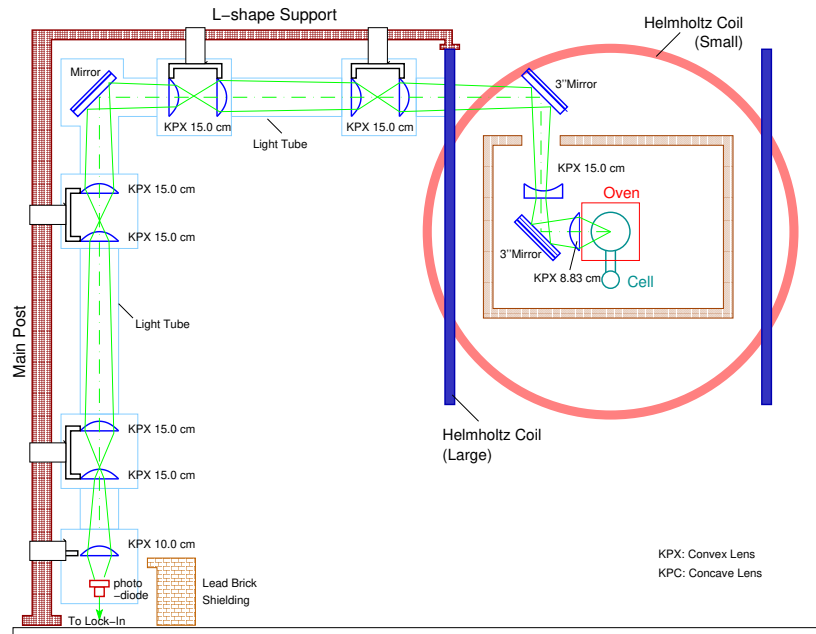 L-shape Support
Helmholtz Coil
(Small)
Mirror
3''Mirror
KPX 15.0 cm
KPX 15.0 cm
Light Tube
KPX 15.0 cm
Oven
KPX 15.0 cm
KPX 15.0 cm
3''Mirror
KPX 8.83 cm
Cell
Light Tube
Main Post
KPX 15.0 cm
Helmholtz Coil
(Large)
KPX 15.0 cm
KPX 10.0 cm
KPX: Convex Lens
KPC: Concave Lens
photo
-diode
Lead Brick
Shielding
To Lock-In